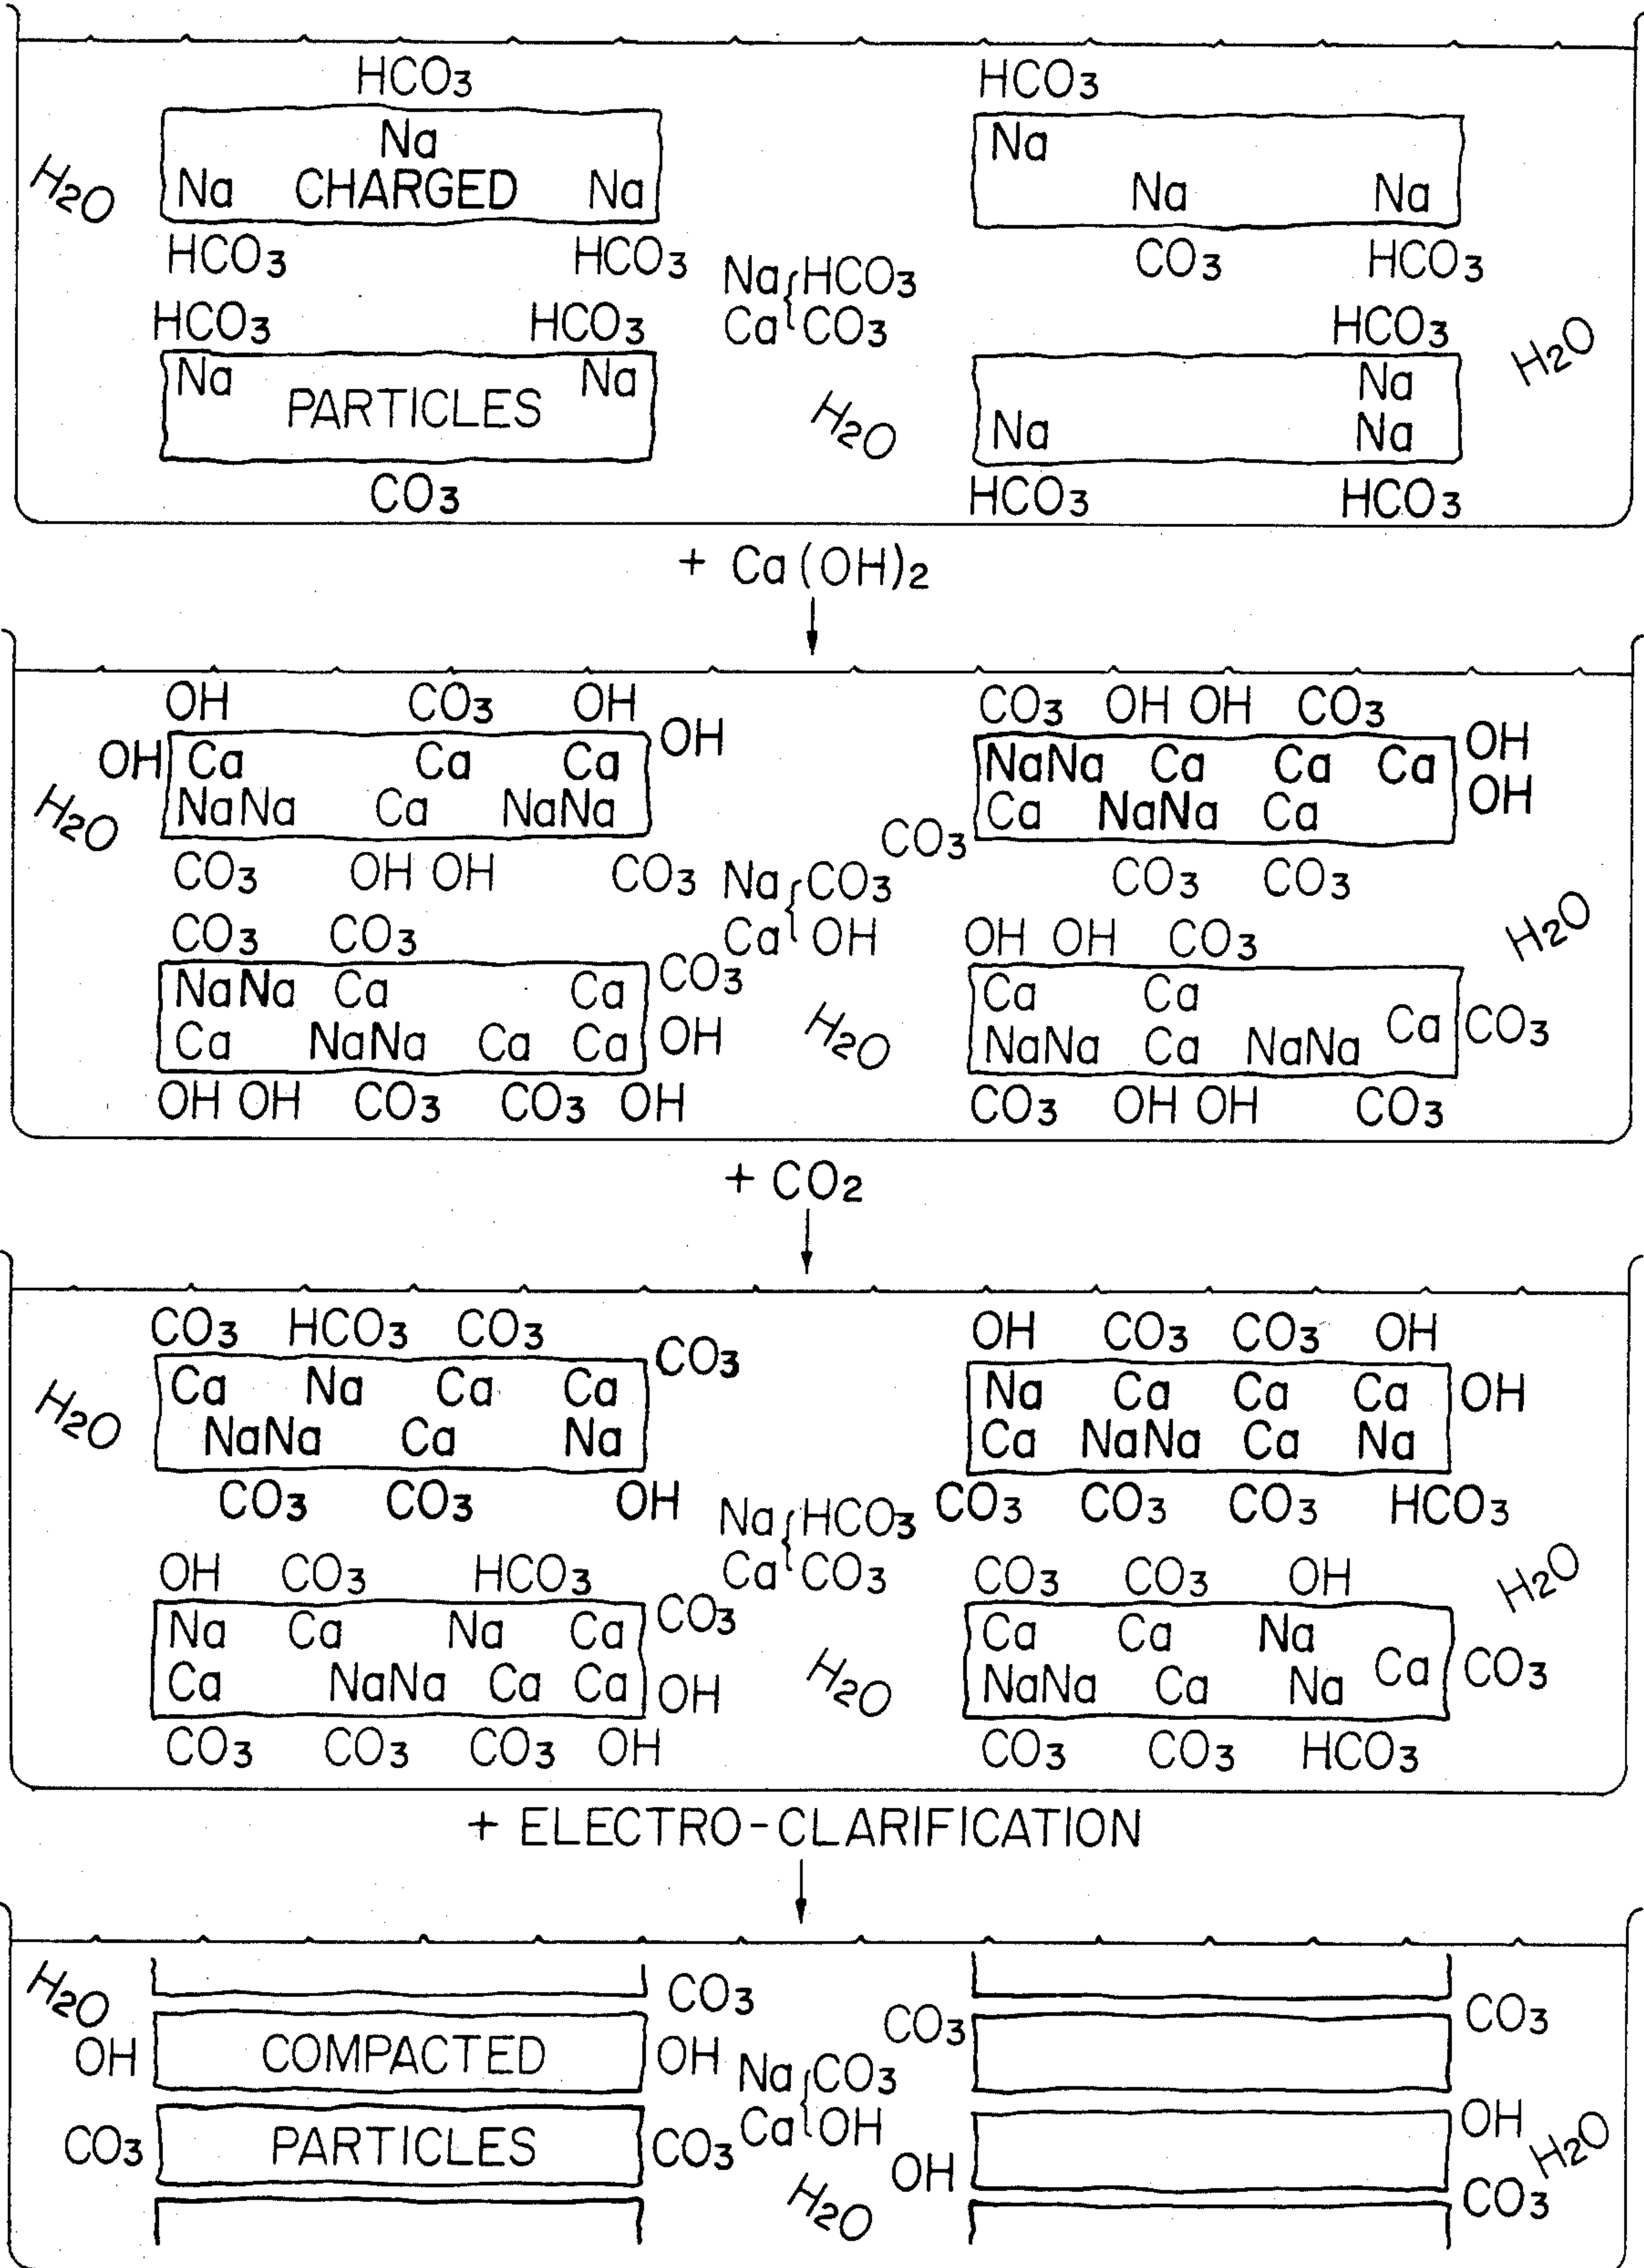 HCO3 HCO3
Na Na
H2O Na CHARGED Na Na Na
HCO3 HCO3 CO3 HCO3
Na HCO3
HCO3 HCO3 Ca CO3 HCO3
Na PARTICLES Na H2O Na H2O
H2O Na Na
CO3 HCO3 HCO3
+ Ca(OH)2
OH CO3 OH CO3 OH OH CO3
OH OH
OH Ca Ca Ca NaNa Ca Ca Ca
H2O NaNa Ca NaNa Ca NaNa Ca OH
CO3
CO3 OH OH CO3 Na CO3 CO3 CO3
CO3 CO3 Ca OH OH OH CO3 H2O
CO3
NaNa Ca Ca Ca Ca
Ca NaNa Ca Ca OH H2O NaNa Ca NaNa Ca CO3
OH OH CO3 CO3 OH CO3 OH OH CO3
+ CO2
CO3 HCO3 CO3 OH CO3 CO3 OH
CO3
Ca Na Ca Ca Na Ca Ca Ca OH
H2O NaNa Ca Na Ca NaNa Ca Na
CO3 CO3 OH Na HCO3 CO3 CO3 CO3 HCO3
OH CO3 HCO3 Ca CO3 CO3 CO3 OH H2O
CO3
Na Ca Na Ca Ca Ca Na
Ca NaNa Ca Ca OH H2O NaNa Ca Na Ca CO3
CO3 CO3 CO3 OH CO3 CO3 HCO3
+ ELECTRO-CLARIFICATION
H2O CO3 CO3
CO3
OH COMPACTED OH Na CO3
Ca OH OH
CO3 PARTICLES CO3 H2O
OH
H2O CO3